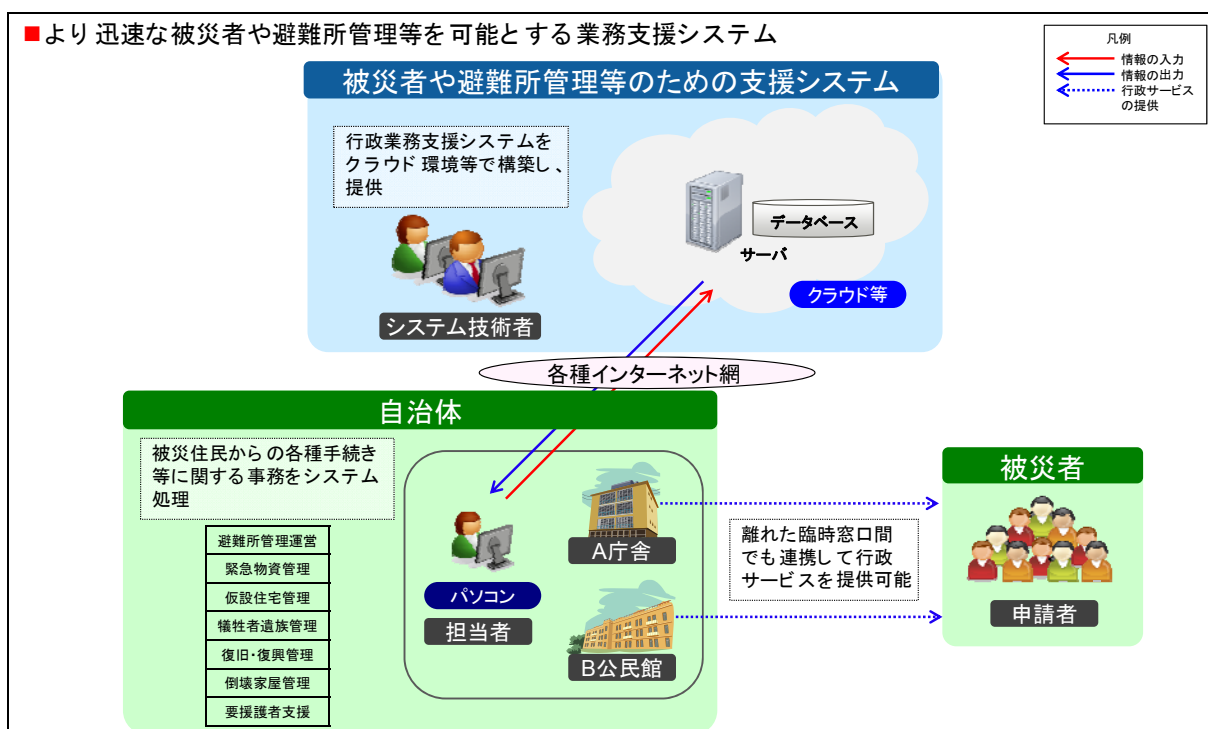 ■より迅速な被災者や避難所管理等を可能とする業務支援システム
凡例
情報の入力
情報の出力
行政サービス
の提供
被災者や避難所管理等のための支援システム
行政業務支援システムを
クラウド環境等で構築し、
提供
データベース
サーバ
クラウド等
システム技術者
各種インターネット網
自治体
被災住民からの各種手続き
等に関する事務をシステム
処理
避難所管理運営
緊急物資管理
仮設住宅管理
犠牲者遺族管理
復旧・復興管理
倒壊家屋管理
要援護者支援
パソコン
担当者
A庁舎
B公民館
離れた臨時窓口間
でも連携して行政
サービスを提供可能
被災者
申請者